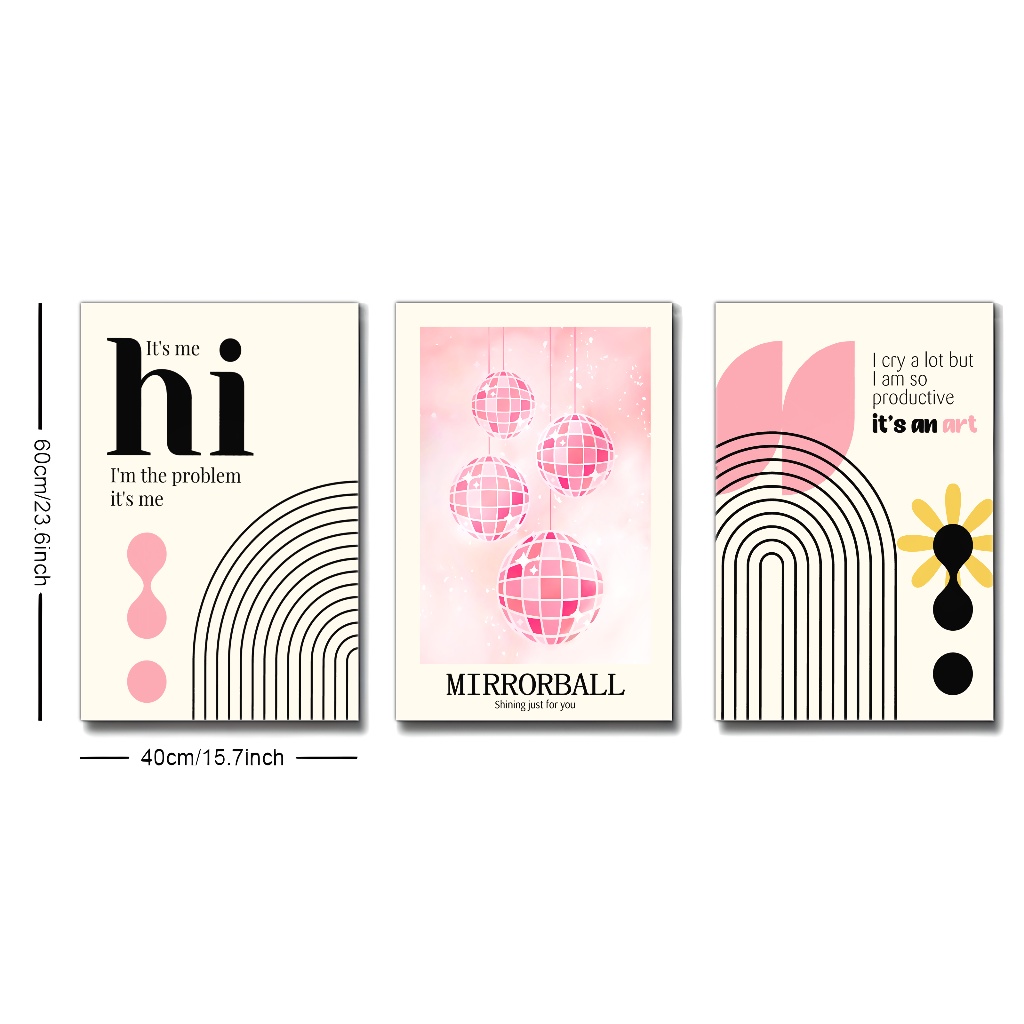 It's me
hi
I'm the problem
it's me
MIRRORBALL
Shining just for you
I cry a lot but
I am so
productive
it's an art
60cm/23.6inch
40cm/15.7inch